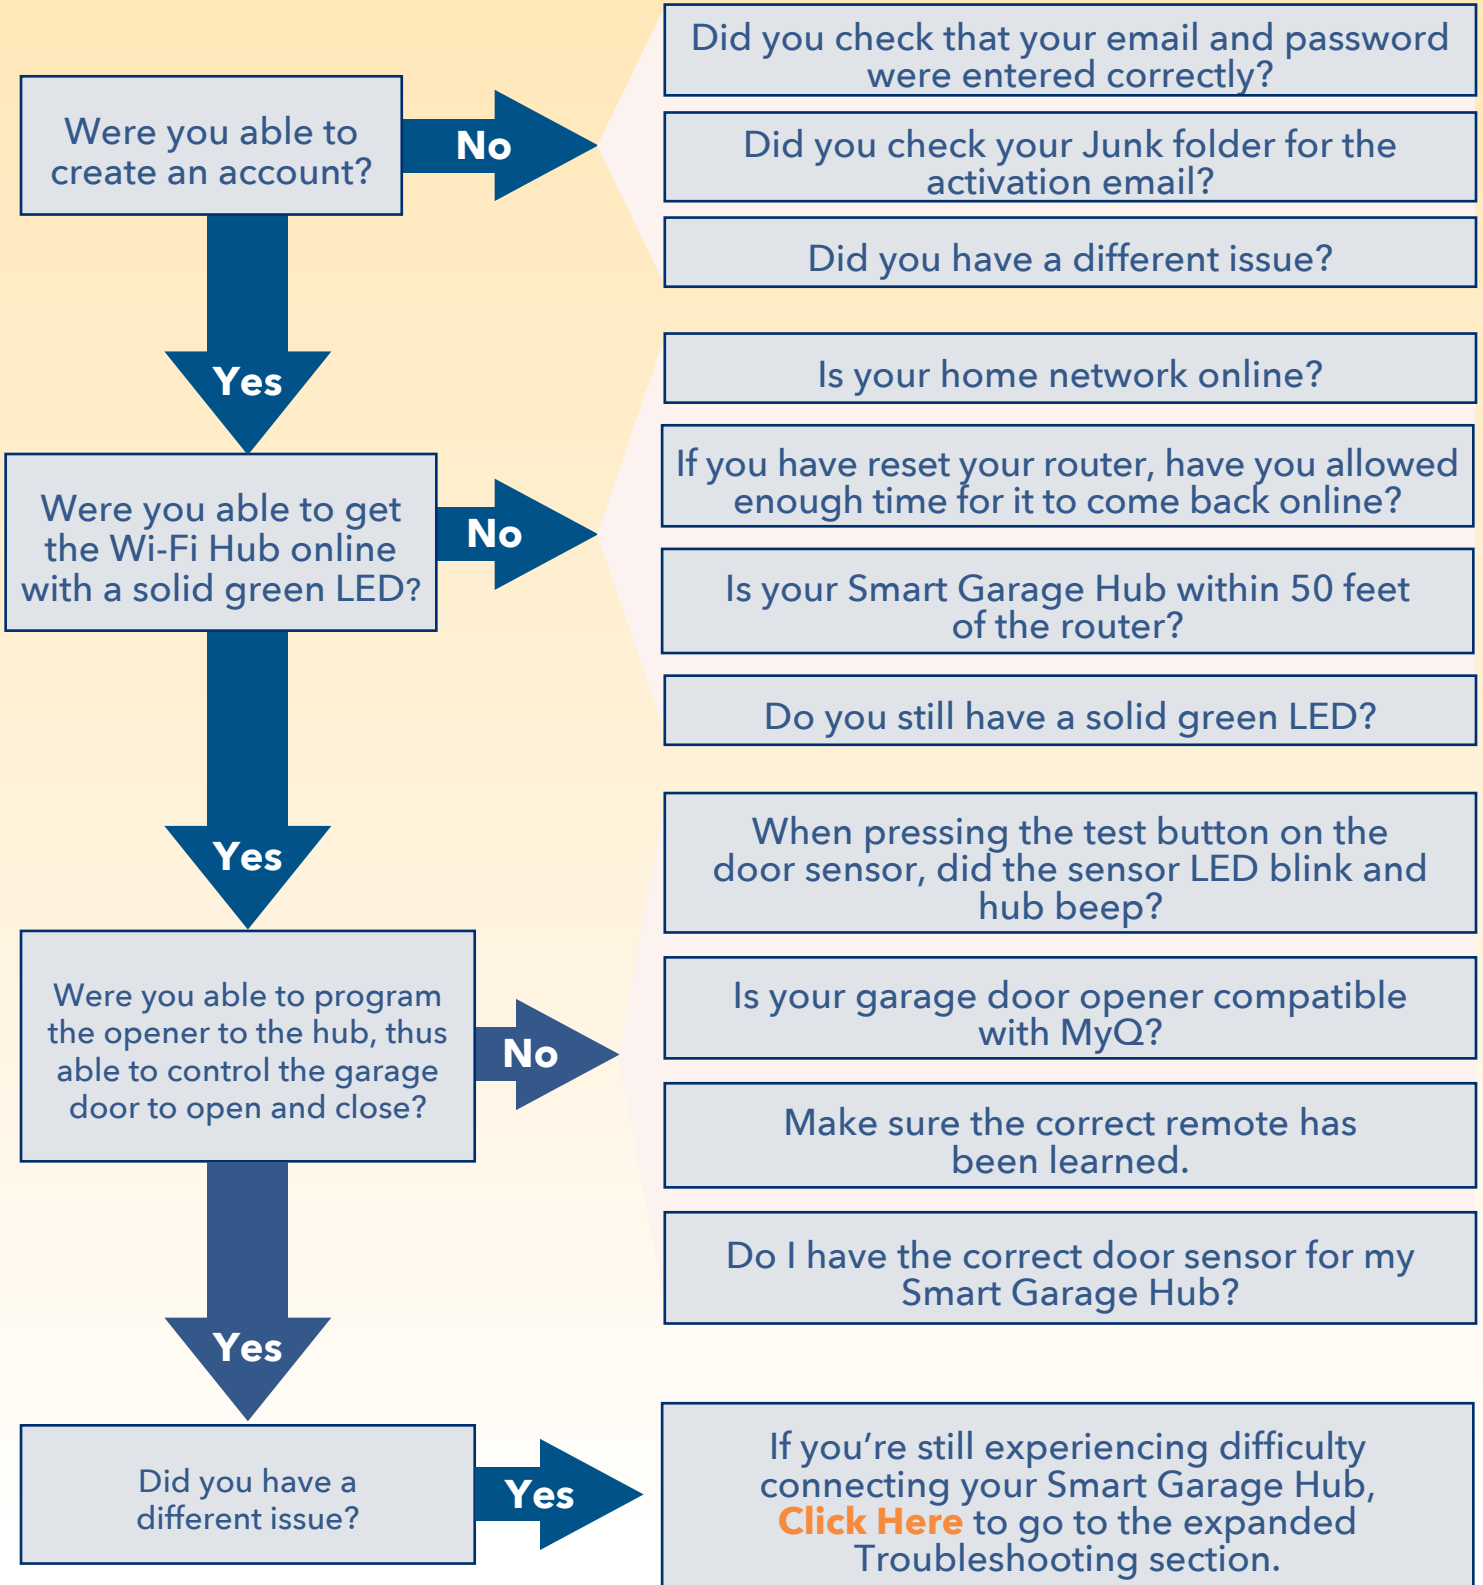 Were you able to
create an account?
No
Did you check that your email and password
were entered correctly?
Did you check your Junk folder for the
activation email?
Did you have a different issue?
Yes
Were you able to get
the Wi-Fi Hub online
with a solid green LED?
No
Is your home network online?
If you have reset your router, have you allowed
enough time for it to come back online?
Is your Smart Garage Hub within 50 feet
of the router?
Do you still have a solid green LED?
Yes
Were you able to program
the opener to the hub, thus
able to control the garage
door to open and close?
No
When pressing the test button on the
door sensor, did the sensor LED blink and
hub beep?
Is your garage door opener compatible
with MyQ?
Make sure the correct remote has
been learned.
Do I have the correct door sensor for my
Smart Garage Hub?
Yes
Did you have a
different issue?
Yes
If you’re still experiencing difficulty
connecting your Smart Garage Hub,
Click Here to go to the expanded
Troubleshooting section.